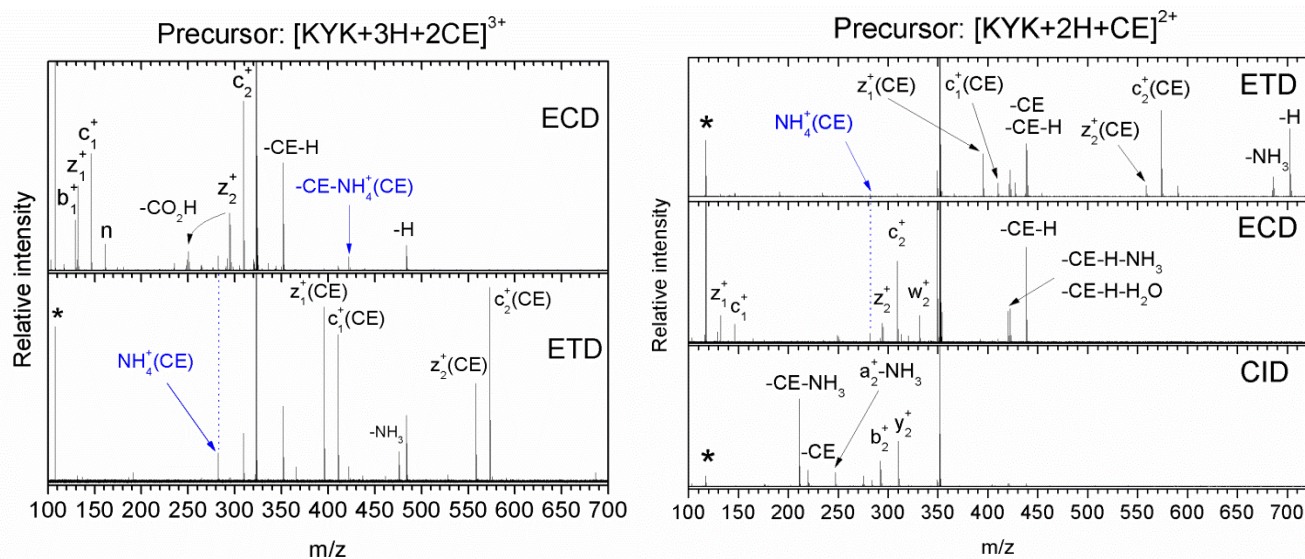 Precursor: [KYK+3H+2CE]³⁺
ECD
c₂⁺
c₁⁺
z₁⁺
b₁⁺
n
-CO₂H
z₂⁺
-CE-H
-CE-NH₄⁺(CE)
-H
ETD
*
NH₄⁺(CE)
z₁⁺(CE)
c₁⁺(CE)
c₂⁺(CE)
z₂⁺(CE)
-NH₃
Relative intensity
100 150 200 250 300 350 400 450 500 550 600 650 700
m/z
Precursor: [KYK+2H+CE]²⁺
ETD
*
NH₄⁺(CE)
z₁⁺(CE)
c₁⁺(CE)
-CE
-CE-H
c₂⁺(CE)
z₂⁺(CE)
-H
-NH₃
ECD
z₁⁺
c₁⁺
c₂⁺
z₂⁺
w₂⁺
-CE-H
-CE-H-NH₃
-CE-H-H₂O
CID
*
-CE-NH₃
-CE
a₂⁺-NH₃
b₂⁺
y₂⁺
Relative intensity
100 150 200 250 300 350 400 450 500 550 600 650 700
m/z